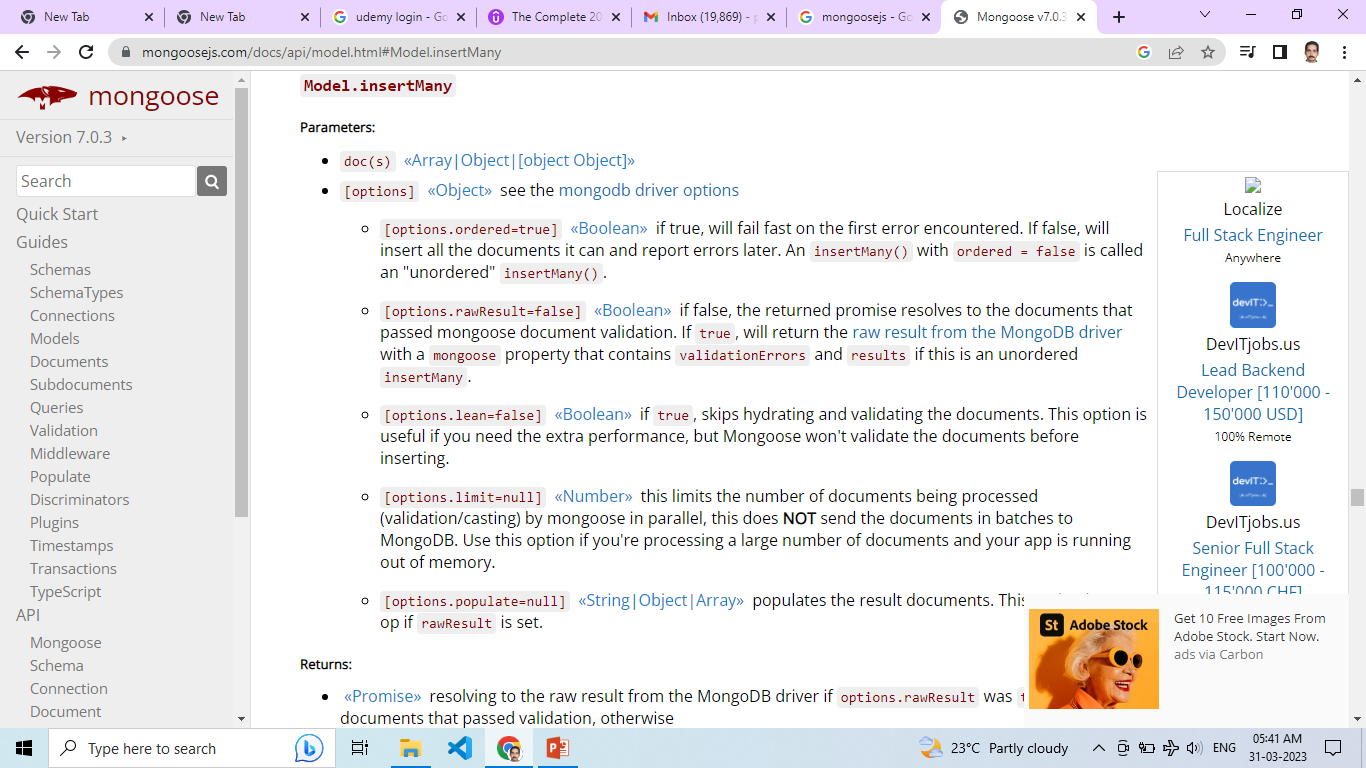 New Tab
New Tab
udemy login - Go
The Complete 20
Inbox (19,869) - p
mongoosejs - Go
Mongoose v7.0.3
mongoosejs.com/docs/api/model.html#Model.insertMany
mongoose
Version 7.0.3
Search
Quick Start
Guides
Schemas
SchemaTypes
Connections
Models
Documents
Subdocuments
Queries
Validation
Middleware
Populate
Discriminators
Plugins
Timestamps
Transactions
TypeScript
API
Mongoose
Schema
Connection
Document
Model.insertMany
Parameters:
doc(s) «Array|Object|[object Object]»
[options] «Object» see the mongodb driver options
[options.ordered=true] «Boolean» if true, will fail fast on the first error encountered. If false, will
insert all the documents it can and report errors later. An insertMany() with ordered = false is called
an "unordered" insertMany().
[options.rawResult=false] «Boolean» if false, the returned promise resolves to the documents that
passed mongoose document validation. If true, will return the raw result from the MongoDB driver
with a mongoose property that contains validationErrors and results if this is an unordered
insertMany.
[options.lean=false] «Boolean» if true, skips hydrating and validating the documents. This option is
useful if you need the extra performance, but Mongoose won't validate the documents before
inserting.
[options.limit=null] «Number» this limits the number of documents being processed
(validation/casting) by mongoose in parallel, this does NOT send the documents in batches to
MongoDB. Use this option if you're processing a large number of documents and your app is running
out of memory.
[options.populate=null] «String|Object|Array» populates the result documents. This
op if rawResult is set.
Returns:
«Promise» resolving to the raw result from the MongoDB driver if options.rawResult was
documents that passed validation, otherwise
Localize
Full Stack Engineer
Anywhere
devIT
DevITjobs.us
Lead Backend
Developer [110'000 -
150'000 USD]
100% Remote
devIT
DevITjobs.us
Senior Full Stack
Engineer [100'000 -
115'000 CHF]
St Adobe Stock
Get 10 Free Images From
Adobe Stock. Start Now.
ads via Carbon
Type here to search
23°C Partly cloudy
ENG
05:41 AM
31-03-2023